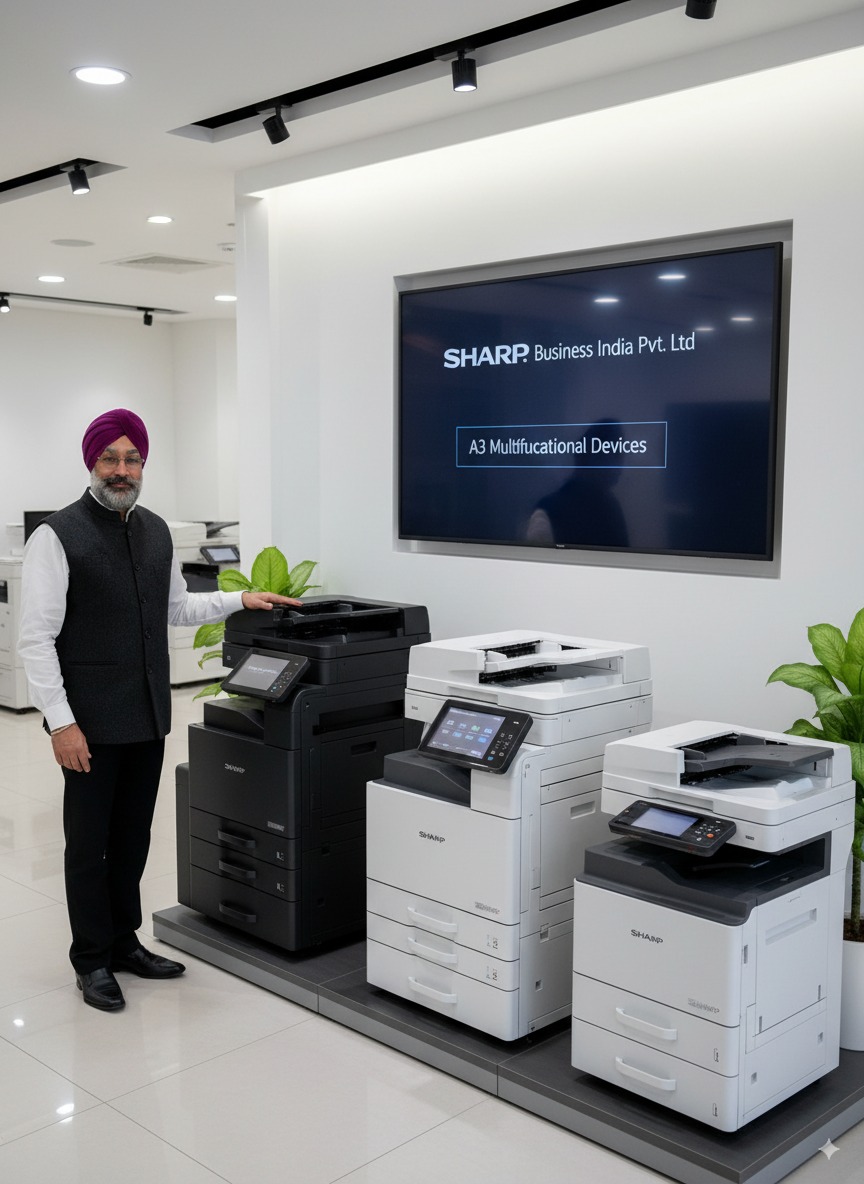 SHARP Business India Pvt. Ltd
A3 Multifucational Devices
SHARP
SHARP